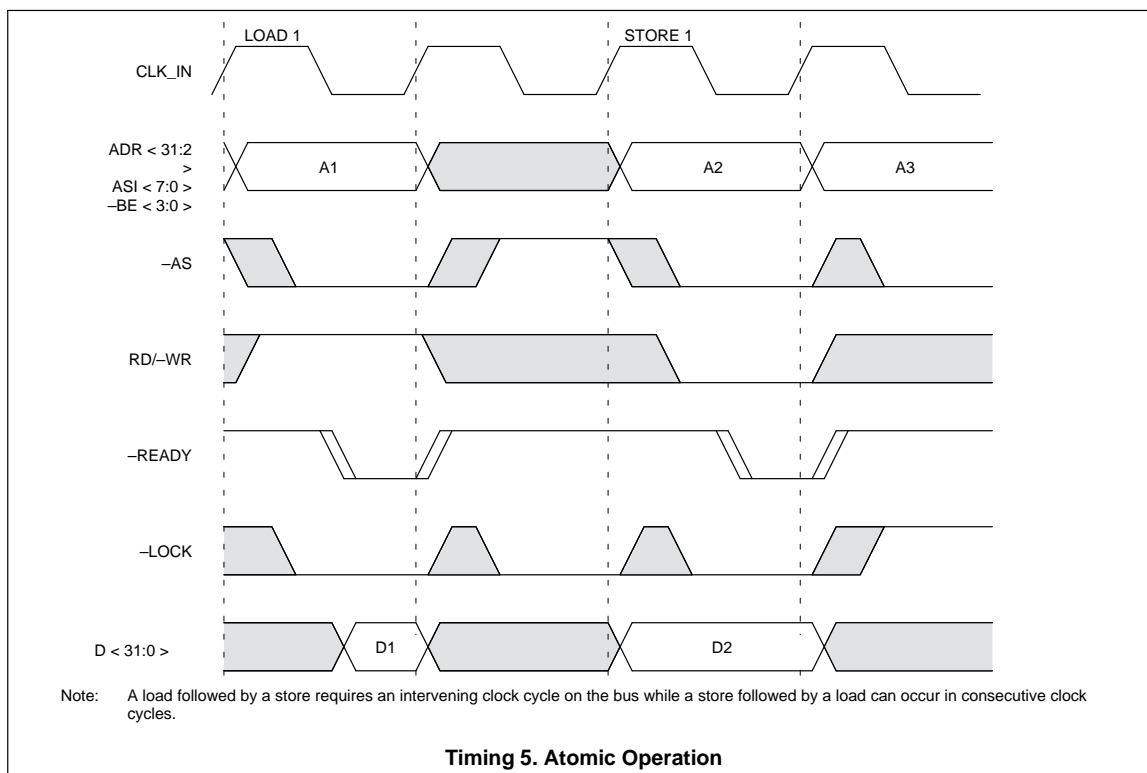 LOAD 1
STORE 1
CLK_IN
ADR < 31:2
>
ASI < 7:0 >
–BE < 3:0 >
A1
A2
A3
–AS
RD/–WR
–READY
–LOCK
D < 31:0 >
D1
D2
Note: A load followed by a store requires an intervening clock cycle on the bus while a store followed by a load can occur in consecutive clock
cycles.
Timing 5. Atomic Operation